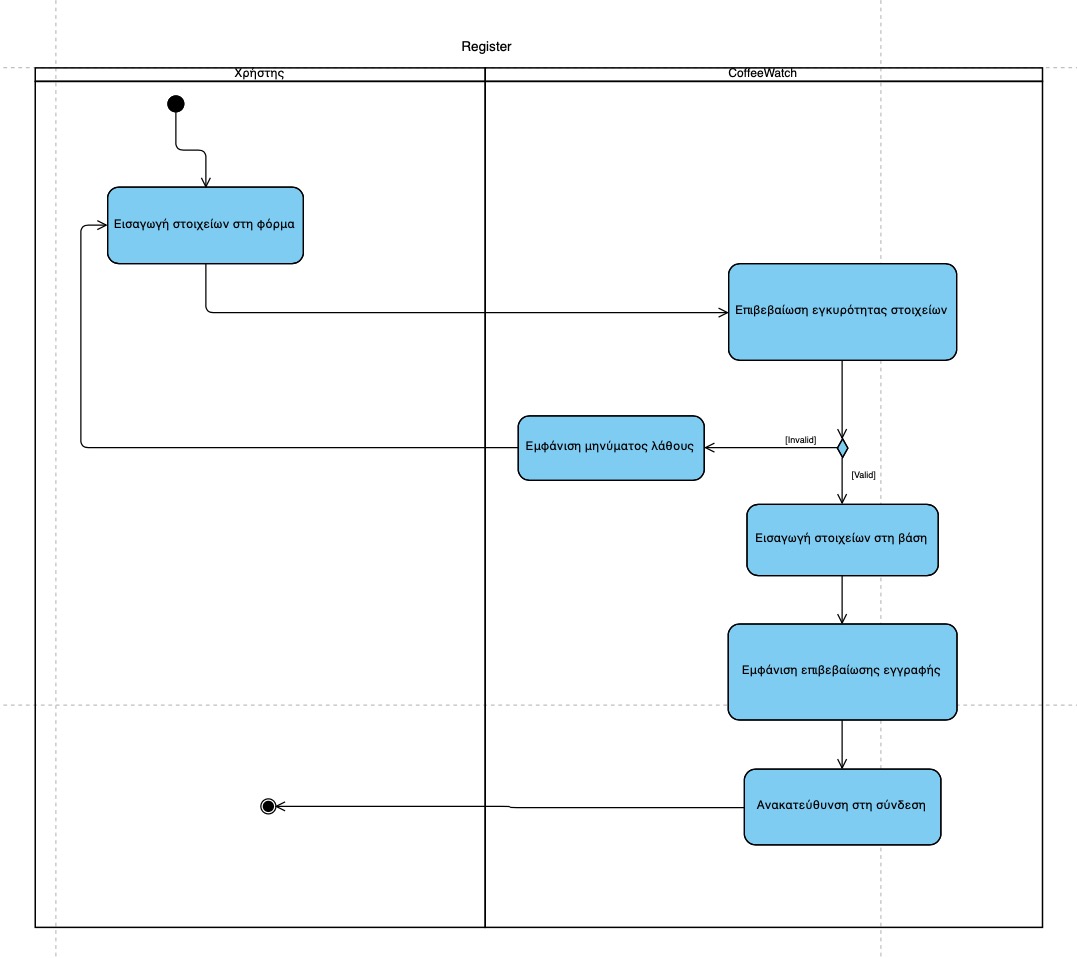 Register
Χρήστης
CoffeeWatch
Εισαγωγή στοιχείων στη φόρμα
Επιβεβαίωση εγκυρότητας στοιχείων
[Invalid]
Εμφάνιση μηνύματος λάθους
[Valid]
Εισαγωγή στοιχείων στη βάση
Εμφάνιση επιβεβαίωσης εγγραφής
Ανακατεύθυνση στη σύνδεση